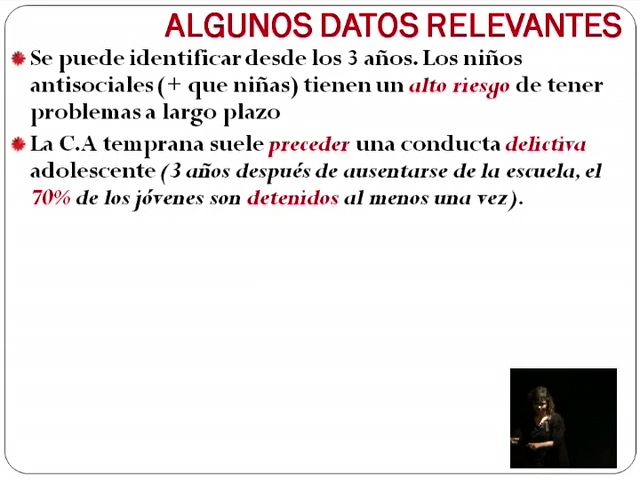 ALGUNOS DATOS RELEVANTES
Se puede identificar desde los 3 años. Los niños
antisociales (+ que niñas) tienen un alto riesgo de tener
problemas a largo plazo
La C.A temprana suele preceder una conducta delictiva
adolescente (3 años después de ausentarse de la escuela, el
70% de los jóvenes son detenidos al menos una vez).